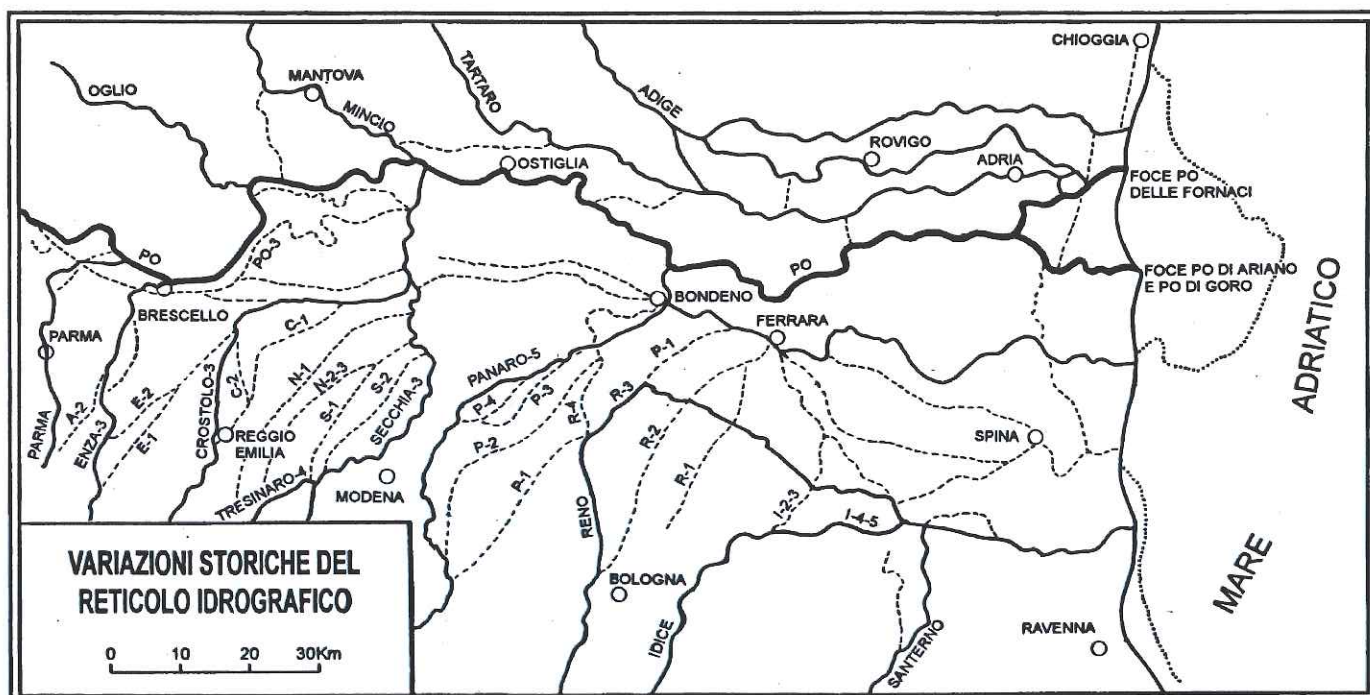 CHIOGGIA
OGLIO
MANTOVA
MINCIO
TARTARO
ADIGE
ROVIGO
ADRIA
OSTIGLIA
FOCE PO
DELLE FORNACI
PO-3
PO
PO
FOCE PO DI ARIANO
E PO DI GORO
ADRIATICO
MARE
BRESCELLO
BONDENO
FERRARA
PARMA
PARMA
C-1
C-2
N-1
N-2-3
S-1
S-2
SECCHIA-3
A-2
E-2
E-1
ENZA-3
CROSTOLO-3
REGGIO
EMILIA
TRESINARO-4
MODENA
PANARO-5
P-4
P-3
P-2
P-1
P-1
R-4
R-3
R-2
R-1
RENO
SPINA
I-2-3
I-4-5
BOLOGNA
IDICE
SANTERNO
RAVENNA
VARIAZIONI STORICHE DEL
RETICOLO IDROGRAFICO
0 10 20 30Km